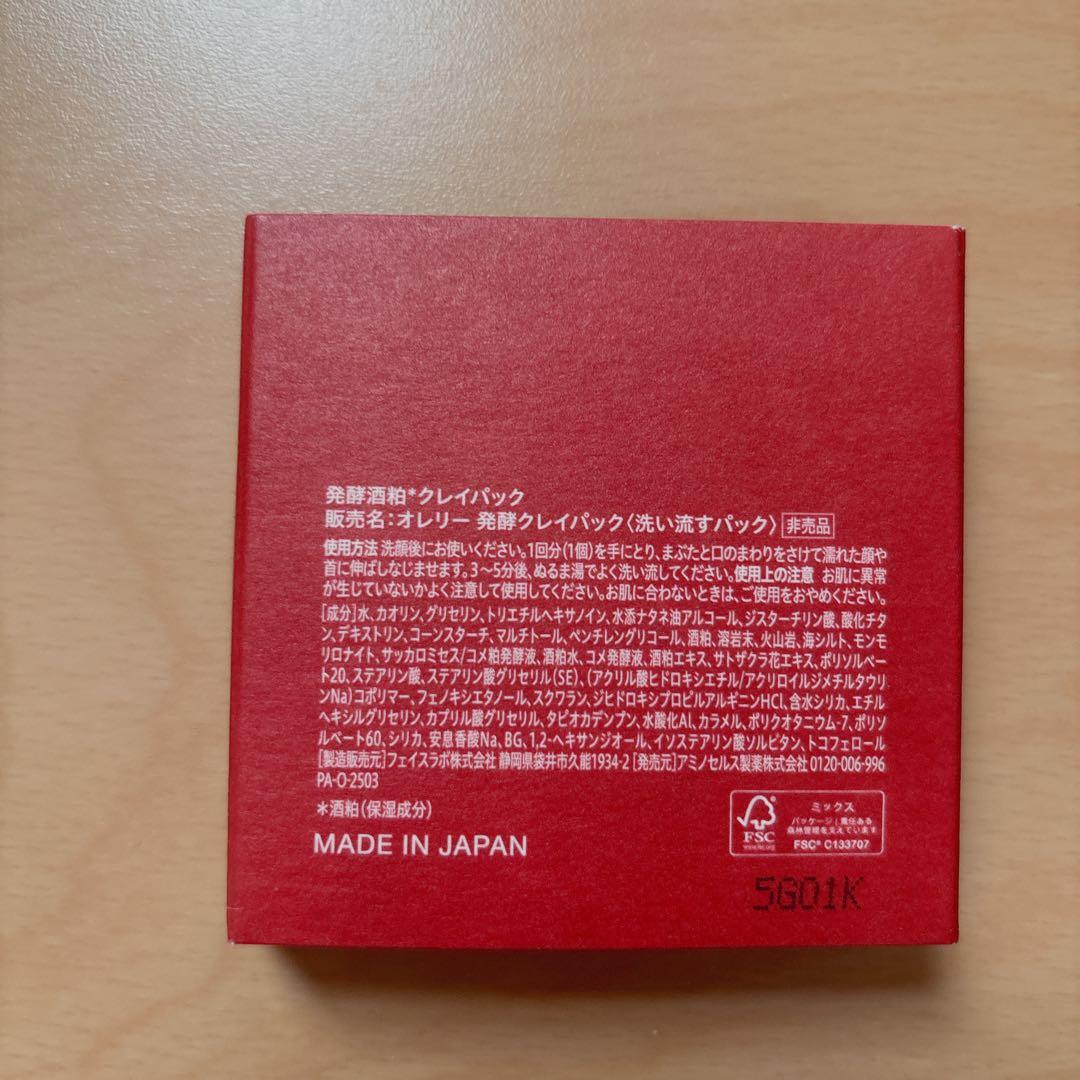 発酵酒粕*クレイパック
販売名：オレリー 発酵クレイパック〈洗い流すパック〉 非売品
使用方法 洗顔後にお使いください。1回分(1個)を手にとり、まぶたと口のまわりをさけて濡れた顔や
首に伸ばしなじませます。3〜5分後、ぬるま湯でよく洗い流してください。使用上の注意 お肌に異常
が生じていないかよく注意して使用してください。お肌に合わないときは、ご使用をおやめください。
[成分]水、カオリン、グリセリン、トリエチルヘキサノイン、水添ナタネ油アルコール、ジステアリン酸、酸化チタ
ン、デキストリン、コーンスターチ、マルチトール、ペンチレングリコール、酒粕、溶岩末、火山岩、海シルト、モンモ
リロナイト、サッカロミセス/コメ粕発酵液、酒粕水、コメ発酵液、酒粕エキス、サトザクラ花エキス、ポリソルベー
ト20、ステアリン酸、ステアリン酸グリセリル(SE)、(アクリル酸ヒドロキシエチル/アクリロイルジメチルタウリ
ンNa)コポリマー、フェノキシエタノール、スクワラン、ジヒドロキシプロピルアルギニンHCl、含水シリカ、エチル
ヘキシルグリセリン、カプリル酸グリセリル、タピオカデンプン、水酸化Al、カラメル、ポリクオタニウム-7、ポリソ
ルベート60、シリカ、安息香酸Na、BG、1,2-ヘキサンジオール、イソステアリン酸ソルビタン、トコフェロール
[製造販売元]フェイスラボ株式会社 静岡県袋井市久能1934-2 [発売元]アミノセルス製薬株式会社 0120-006-996
PA-O-2503
*酒粕(保湿成分)
MADE IN JAPAN
FSC
www.fsc.org
ミックス
パッケージ｜責任ある
森林管理を支えています
FSC® C133707
5G01K